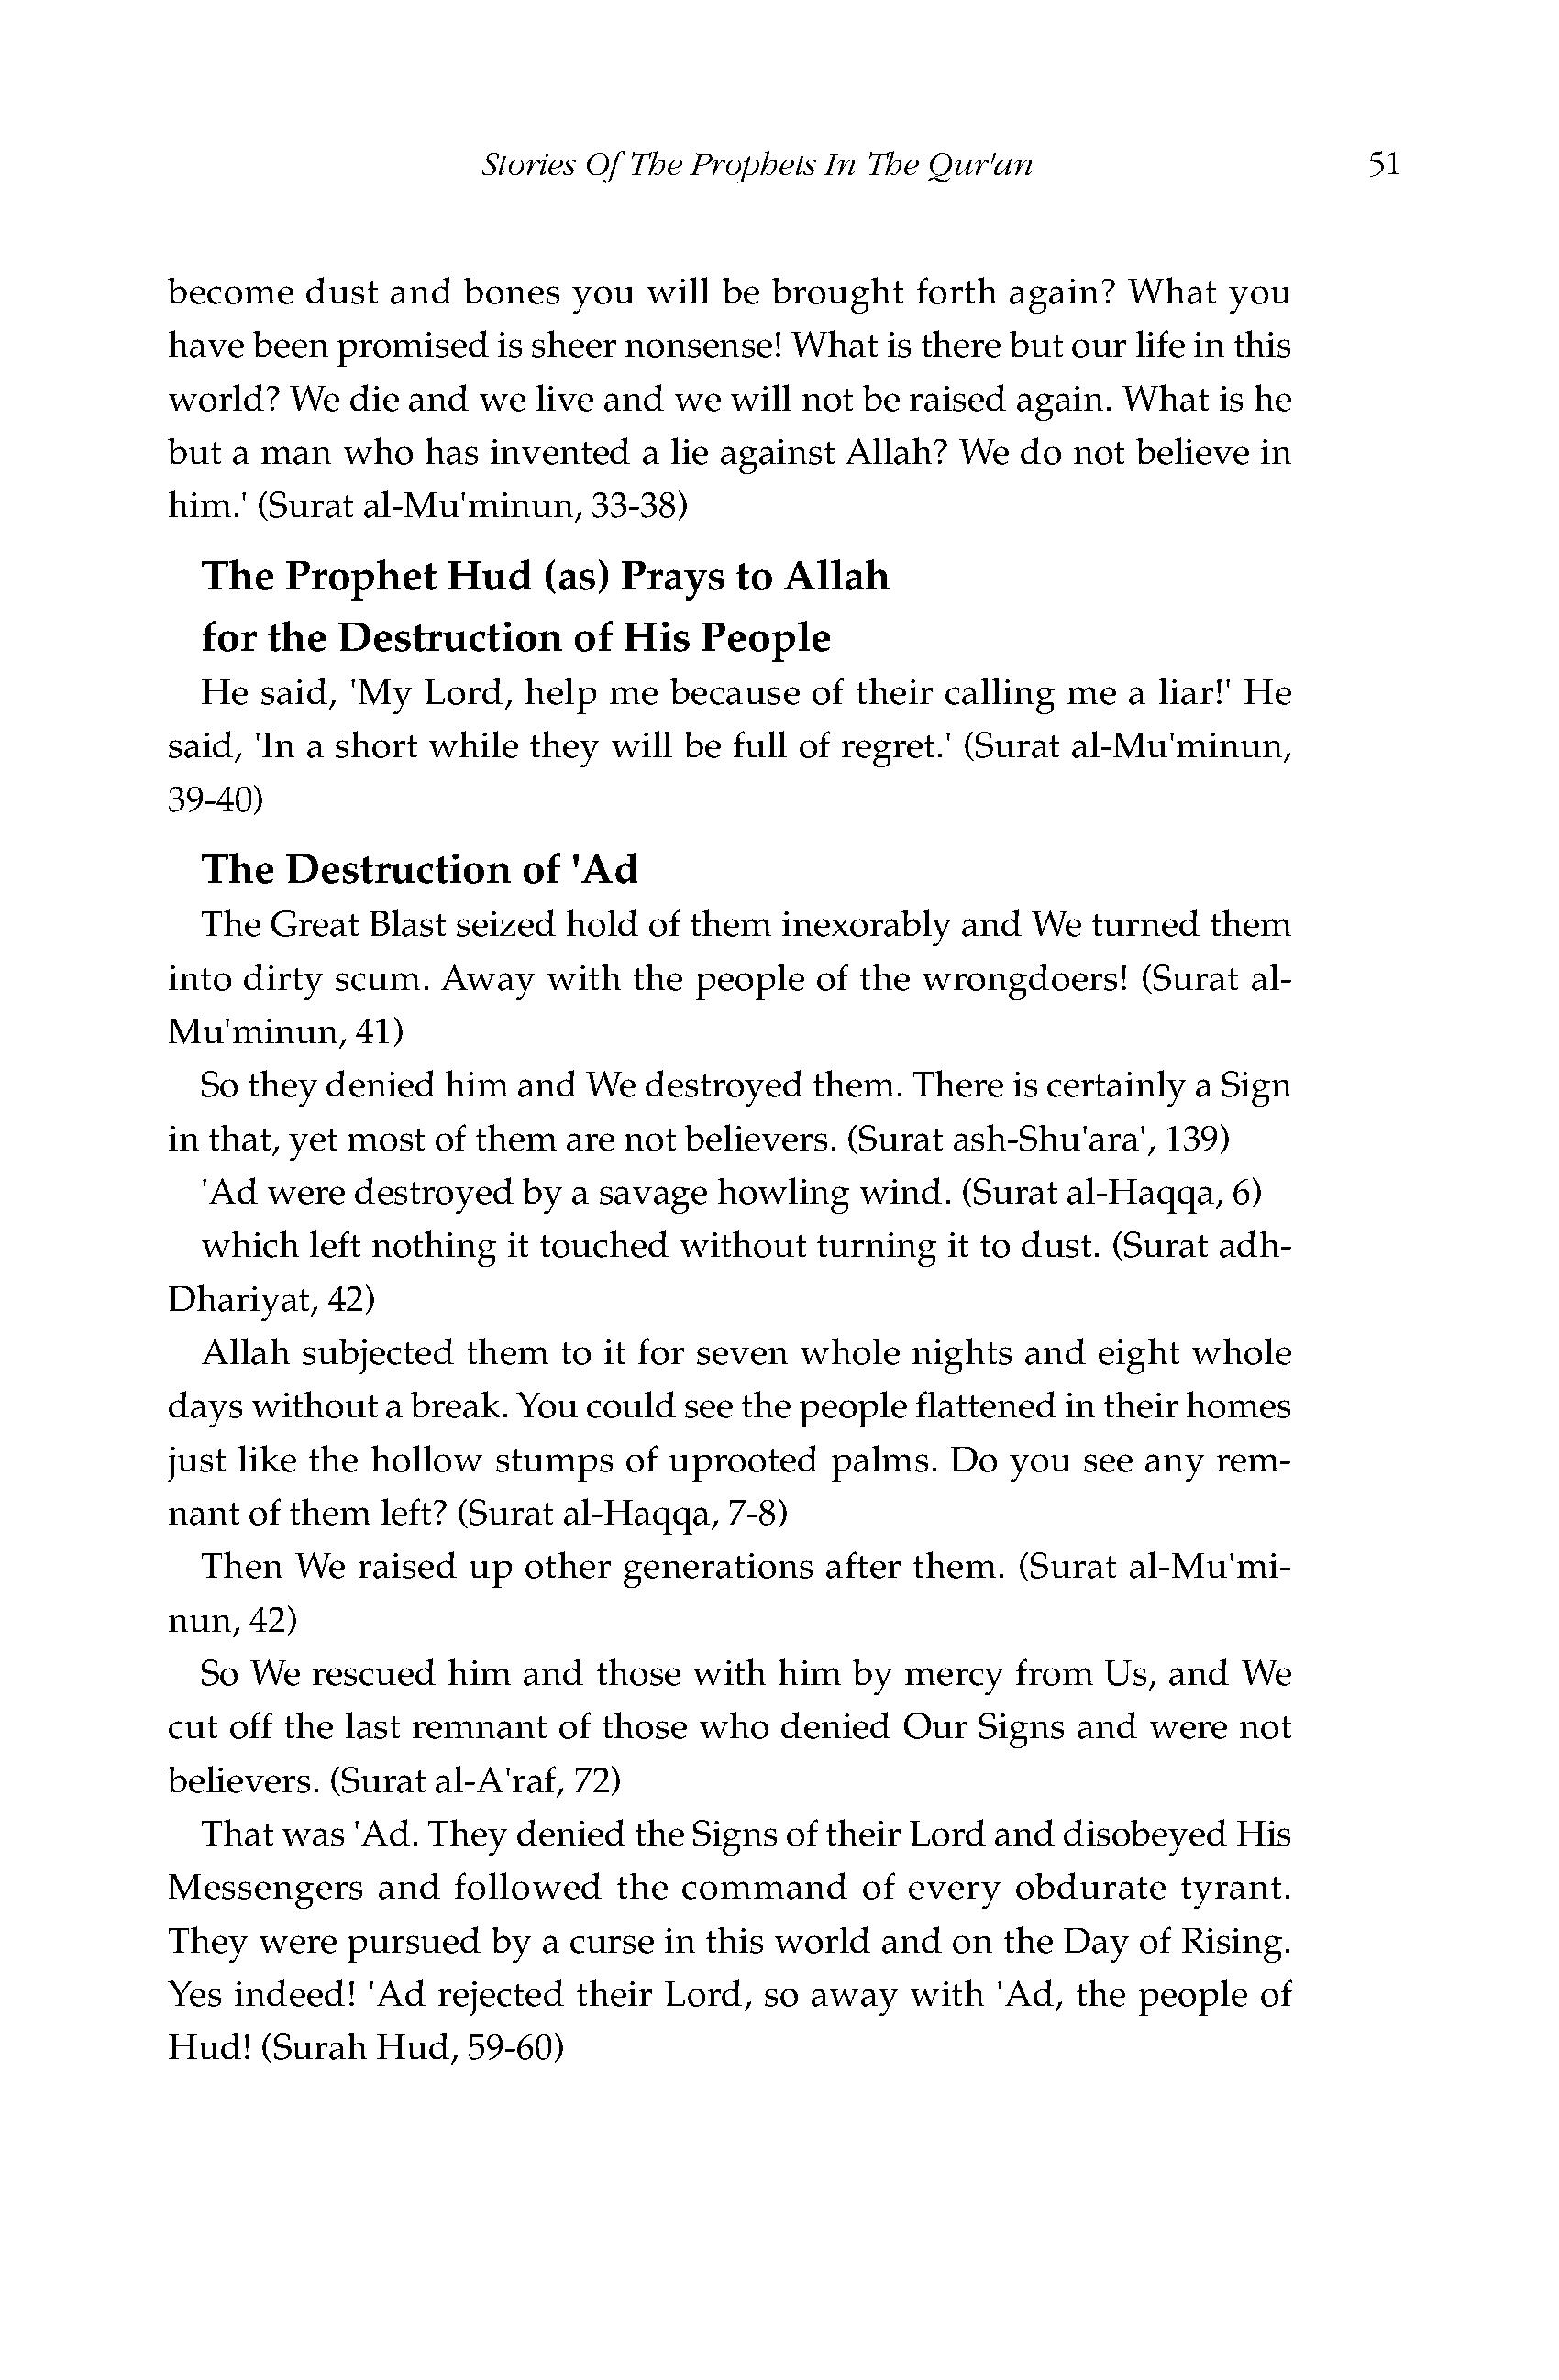 Stories Of The Prophets In The Qur'an 51
become dust and bones you will be brought forth again? What you
have been promised is sheer nonsense! What is there but our life in this
world? We die and we live and we will not be raised again. What is he
but a man who has invented a lie against Allah? We do not believe in
him.' (Surat al-Mu'minun, 33-38)
The Prophet Hud (as) Prays to Allah
for the Destruction of His People
He said, 'My Lord, help me because of their calling me a liar!' He
said, 'In a short while they will be full of regret.' (Surat al-Mu'minun,
39-40)
The Destruction of 'Ad
The Great Blast seized hold of them inexorably and We turned them
into dirty scum. Away with the people of the wrongdoers! (Surat al-
Mu'minun, 41)
So they denied him and We destroyed them. There is certainly a Sign
in that, yet most of them are not believers. (Surat ash-Shu'ara', 139)
'Ad were destroyed by a savage howling wind. (Surat al-Haqqa, 6)
which left nothing it touched without turning it to dust. (Surat adh-
Dhariyat, 42)
Allah subjected them to it for seven whole nights and eight whole
days without a break. You could see the people flattened in their homes
just like the hollow stumps of uprooted palms. Do you see any rem-
nant of them left? (Surat al-Haqqa, 7-8)
Then We raised up other generations after them. (Surat al-Mu'mi-
nun, 42)
So We rescued him and those with him by mercy from Us, and We
cut off the last remnant of those who denied Our Signs and were not
believers. (Surat al-A'raf, 72)
That was 'Ad. They denied the Signs of their Lord and disobeyed His
Messengers and followed the command of every obdurate tyrant.
They were pursued by a curse in this world and on the Day of Rising.
Yes indeed! 'Ad rejected their Lord, so away with 'Ad, the people of
Hud! (Surah Hud, 59-60)